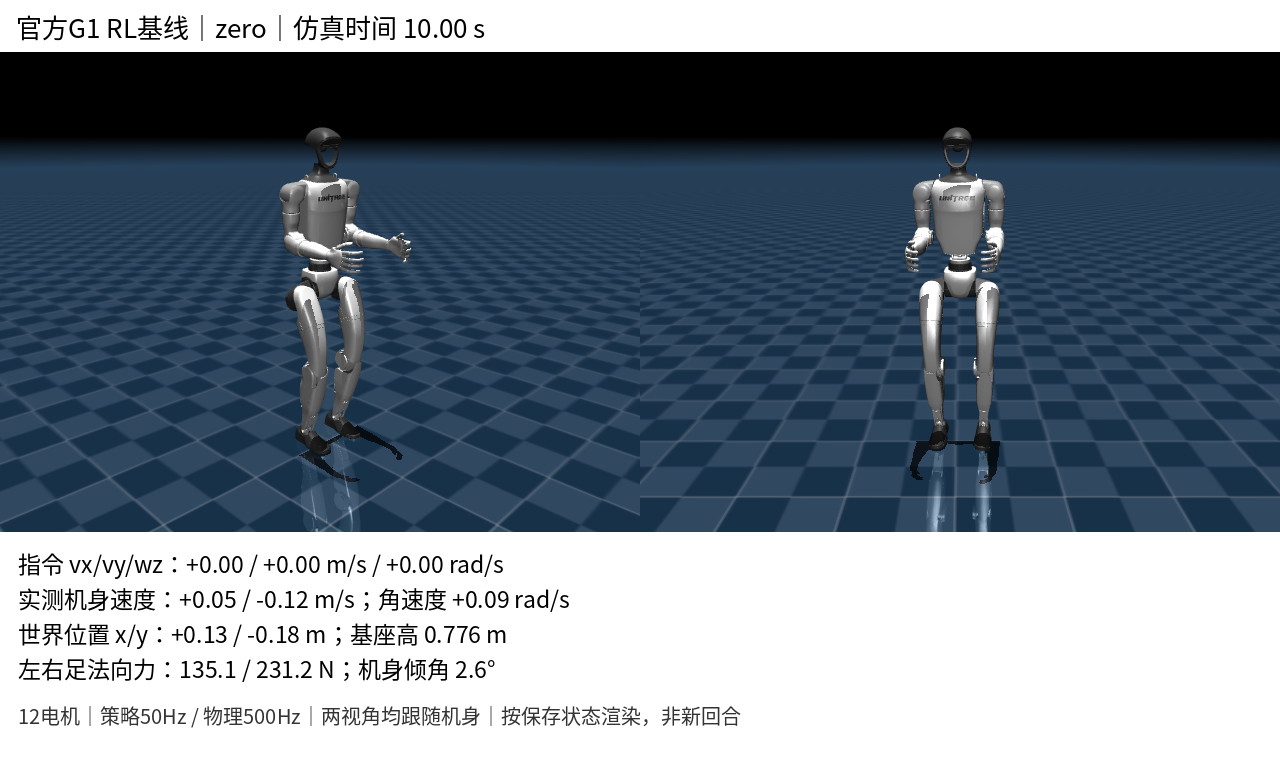 官方G1 RL基线｜zero｜仿真时间 10.00 s
UNITREE
UNITREE
指令 vx/vy/wz：+0.00 / +0.00 m/s / +0.00 rad/s
实测机身速度：+0.05 / -0.12 m/s；角速度 +0.09 rad/s
世界位置 x/y：+0.13 / -0.18 m；基座高 0.776 m
左右足法向力：135.1 / 231.2 N；机身倾角 2.6°
12电机｜策略50Hz / 物理500Hz｜两视角均跟随机身｜按保存状态渲染，非新回合